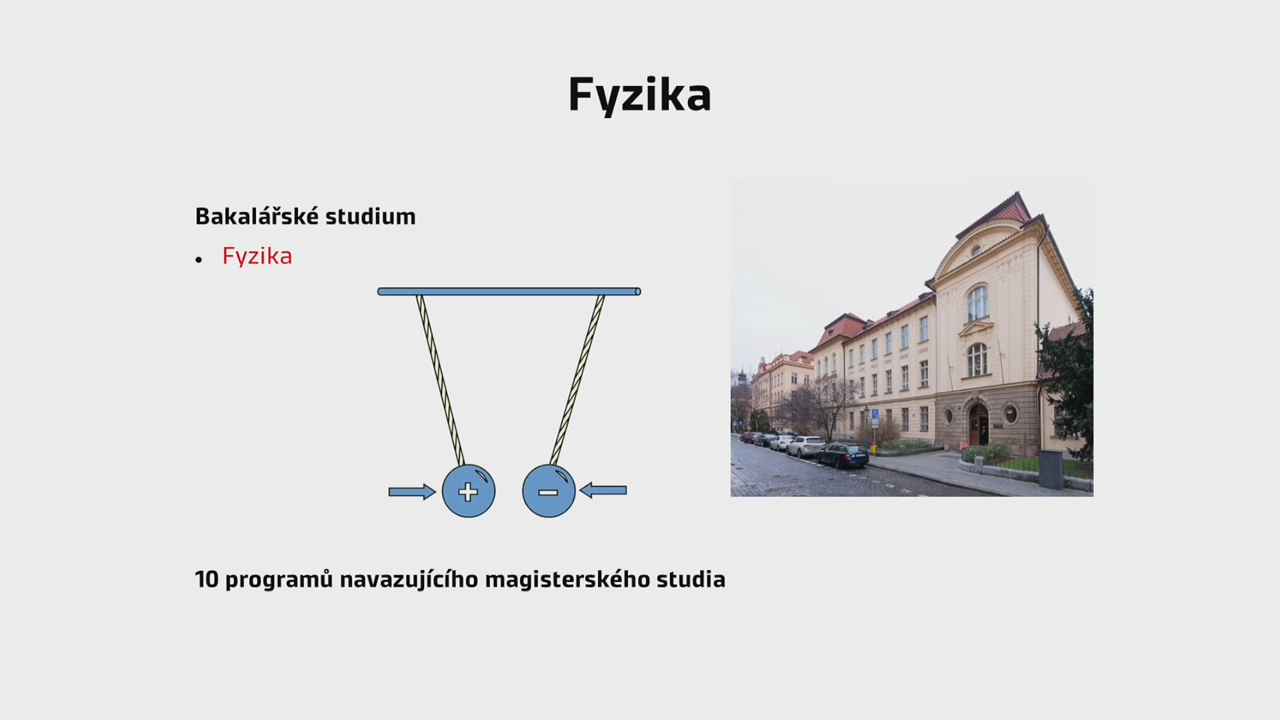 Fyzika
Bakalářské studium
• Fyzika
+
−
10 programů navazujícího magisterského studia